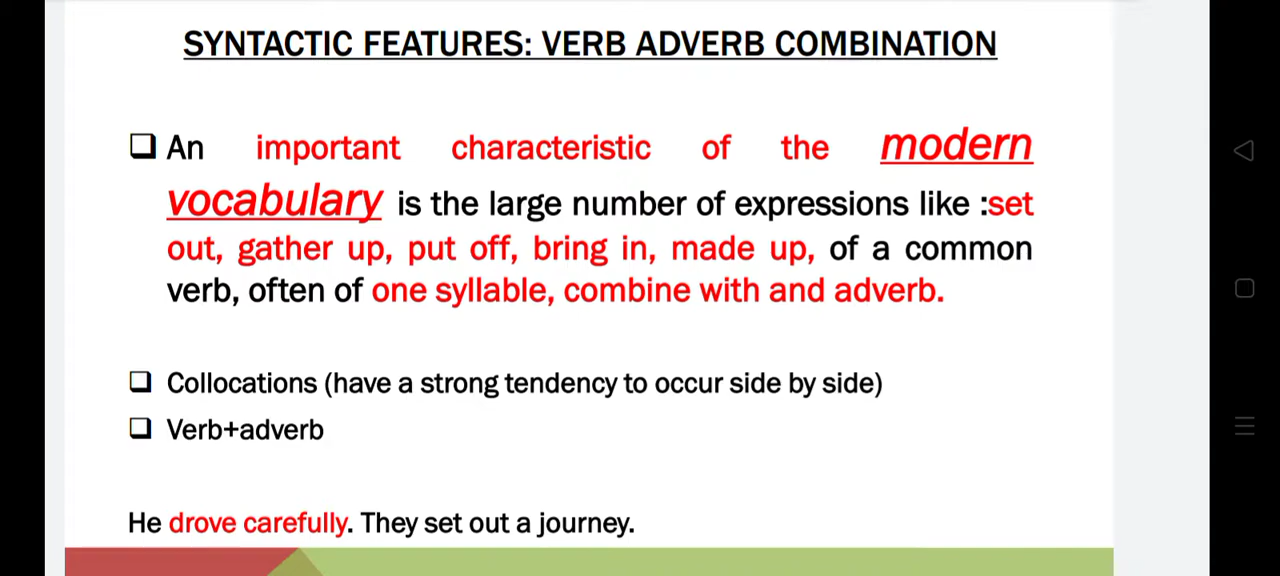 SYNTACTIC FEATURES: VERB ADVERB COMBINATION
An important characteristic of the modern
vocabulary is the large number of expressions like :set
out, gather up, put off, bring in, made up, of a common
verb, often of one syllable, combine with and adverb.
Collocations (have a strong tendency to occur side by side)
Verb+adverb
He drove carefully. They set out a journey.